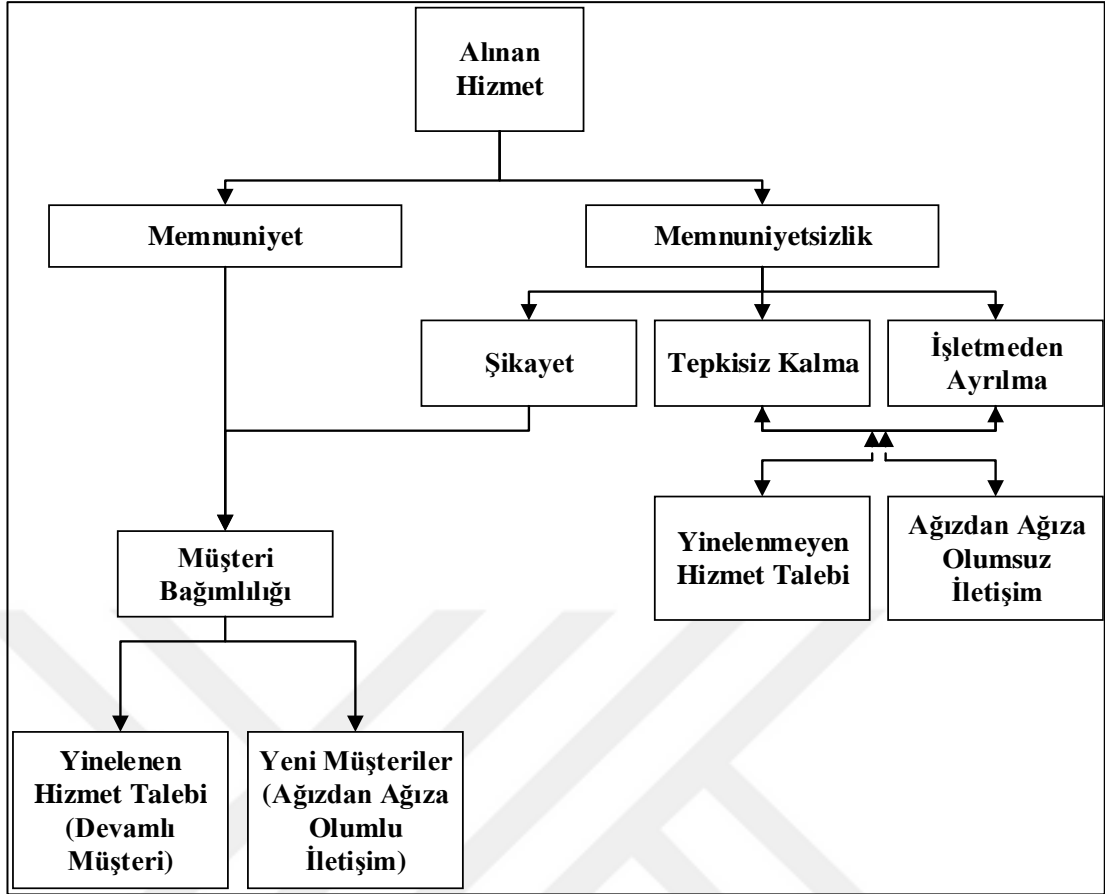 Alınan
Hizmet
Memnuniyet
Memnuniyetsizlik
Şikayet
Tepkisiz Kalma
İşletmeden
Ayrılma
Yinelenmeyen
Hizmet Talebi
Ağızdan Ağıza
Olumsuz
İletişim
Müşteri
Bağımlılığı
Yinelenen
Hizmet Talebi
(Devamlı
Müşteri)
Yeni Müşteriler
(Ağızdan Ağıza
Olumlu
İletişim)